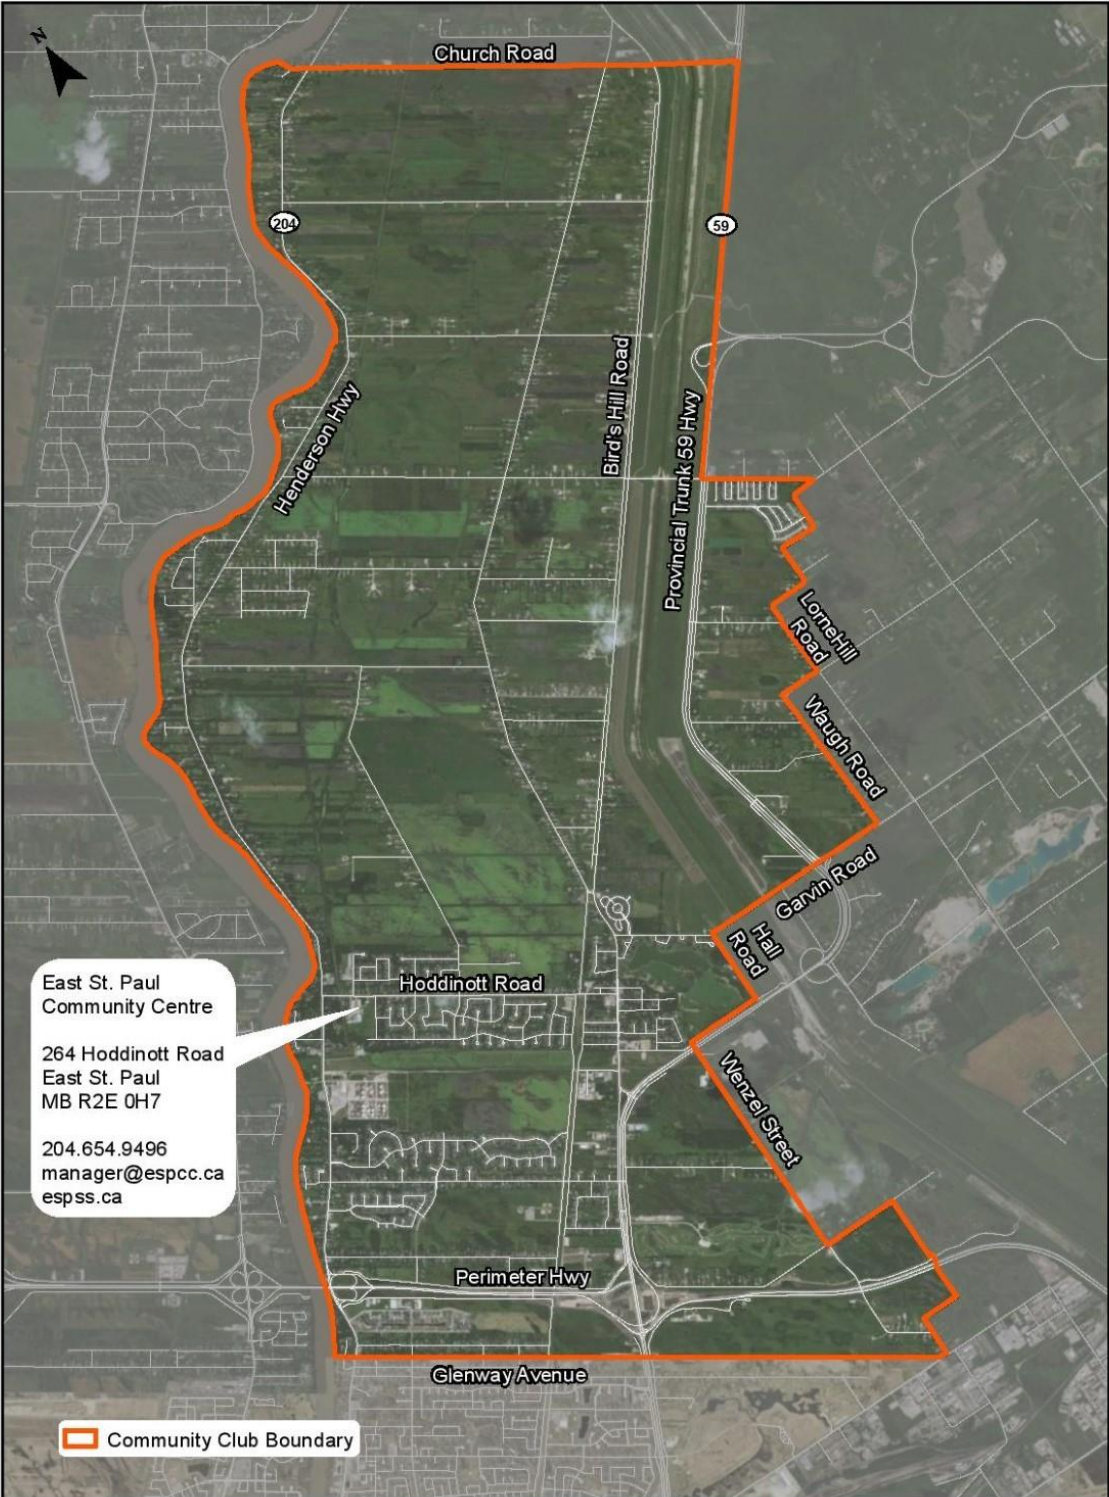 N
Church Road
204
59
Bird's Hill Road
Henderson Hwy
Provincial Trunk 59 Hwy
LorneHill
Road
Waugh Road
Garvin Road
Hall
Road
Hoddinott Road
East St. Paul
Community Centre
264 Hoddinott Road
East St. Paul
MB R2E 0H7
204.654.9496
manager@espcc.ca
espss.ca
Wenzel Street
Perimeter Hwy
Glenway Avenue
Community Club Boundary